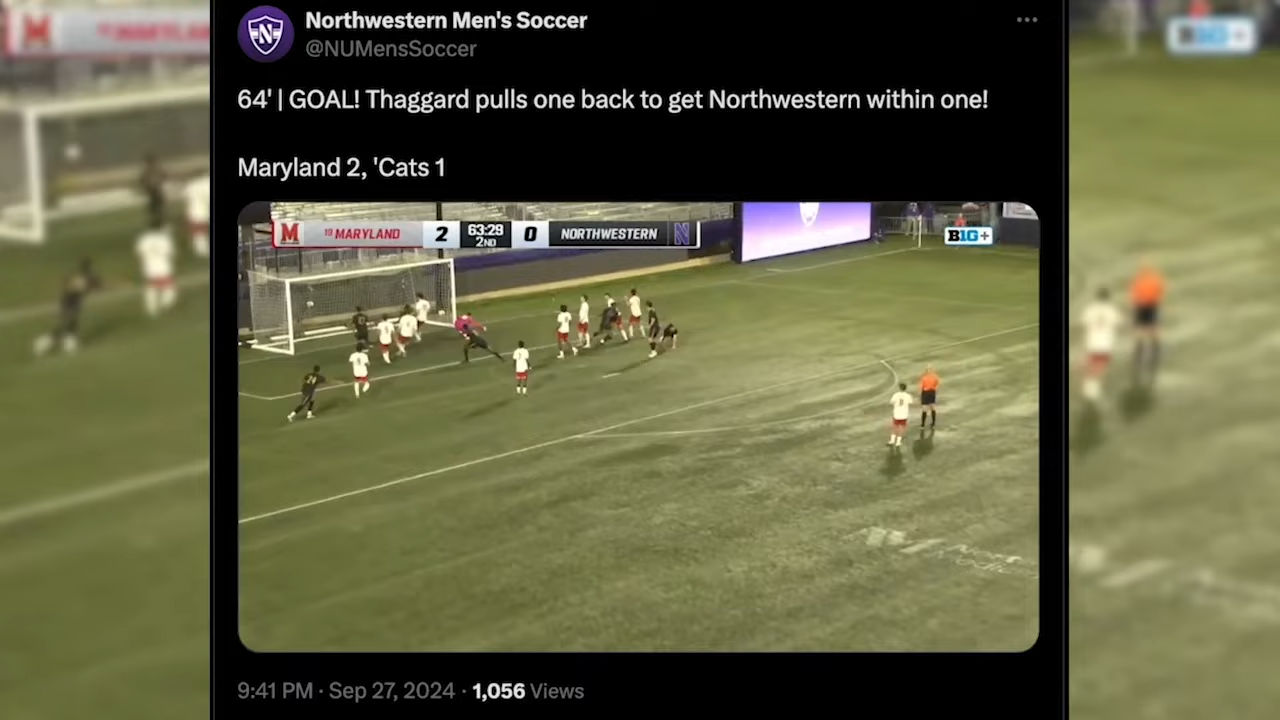 Northwestern Men's Soccer
@NUMensSoccer
64' | GOAL! Thaggard pulls one back to get Northwestern within one!
Maryland 2, 'Cats 1
M 19 MARYLAND 2 63:29 2ND 0 NORTHWESTERN N
B1G+
9:41 PM · Sep 27, 2024 · 1,056 Views